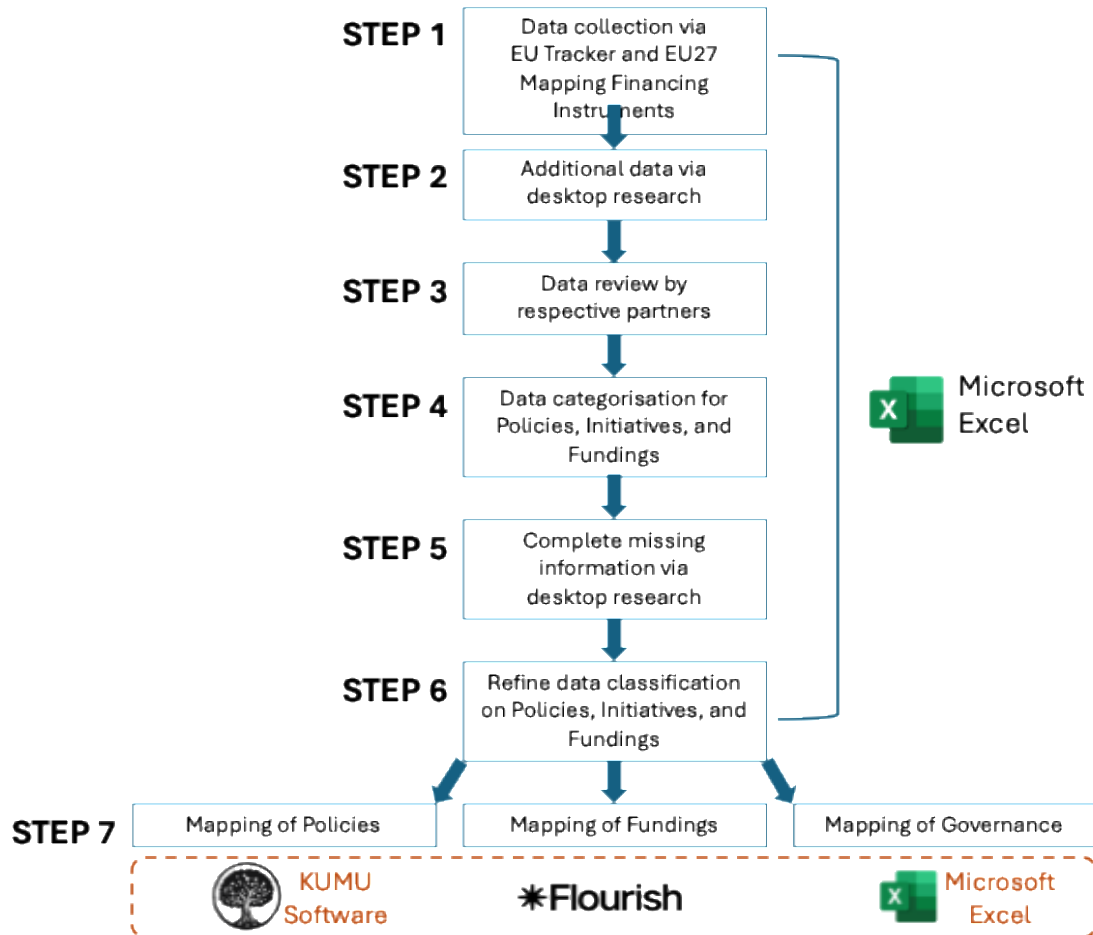 STEP 1
Data collection via
EU Tracker and EU27
Mapping Financing
Instruments
STEP 2
Additional data via
desktop research
STEP 3
Data review by
respective partners
STEP 4
Data categorisation for
Policies, Initiatives, and
Fundings
X
Microsoft
Excel
STEP 5
Complete missing
information via
desktop research
STEP 6
Refine data classification
on Policies, Initiatives, and
Fundings
STEP 7
Mapping of Policies
Mapping of Fundings
Mapping of Governance
KUMU
Software
Flourish
X
Microsoft
Excel